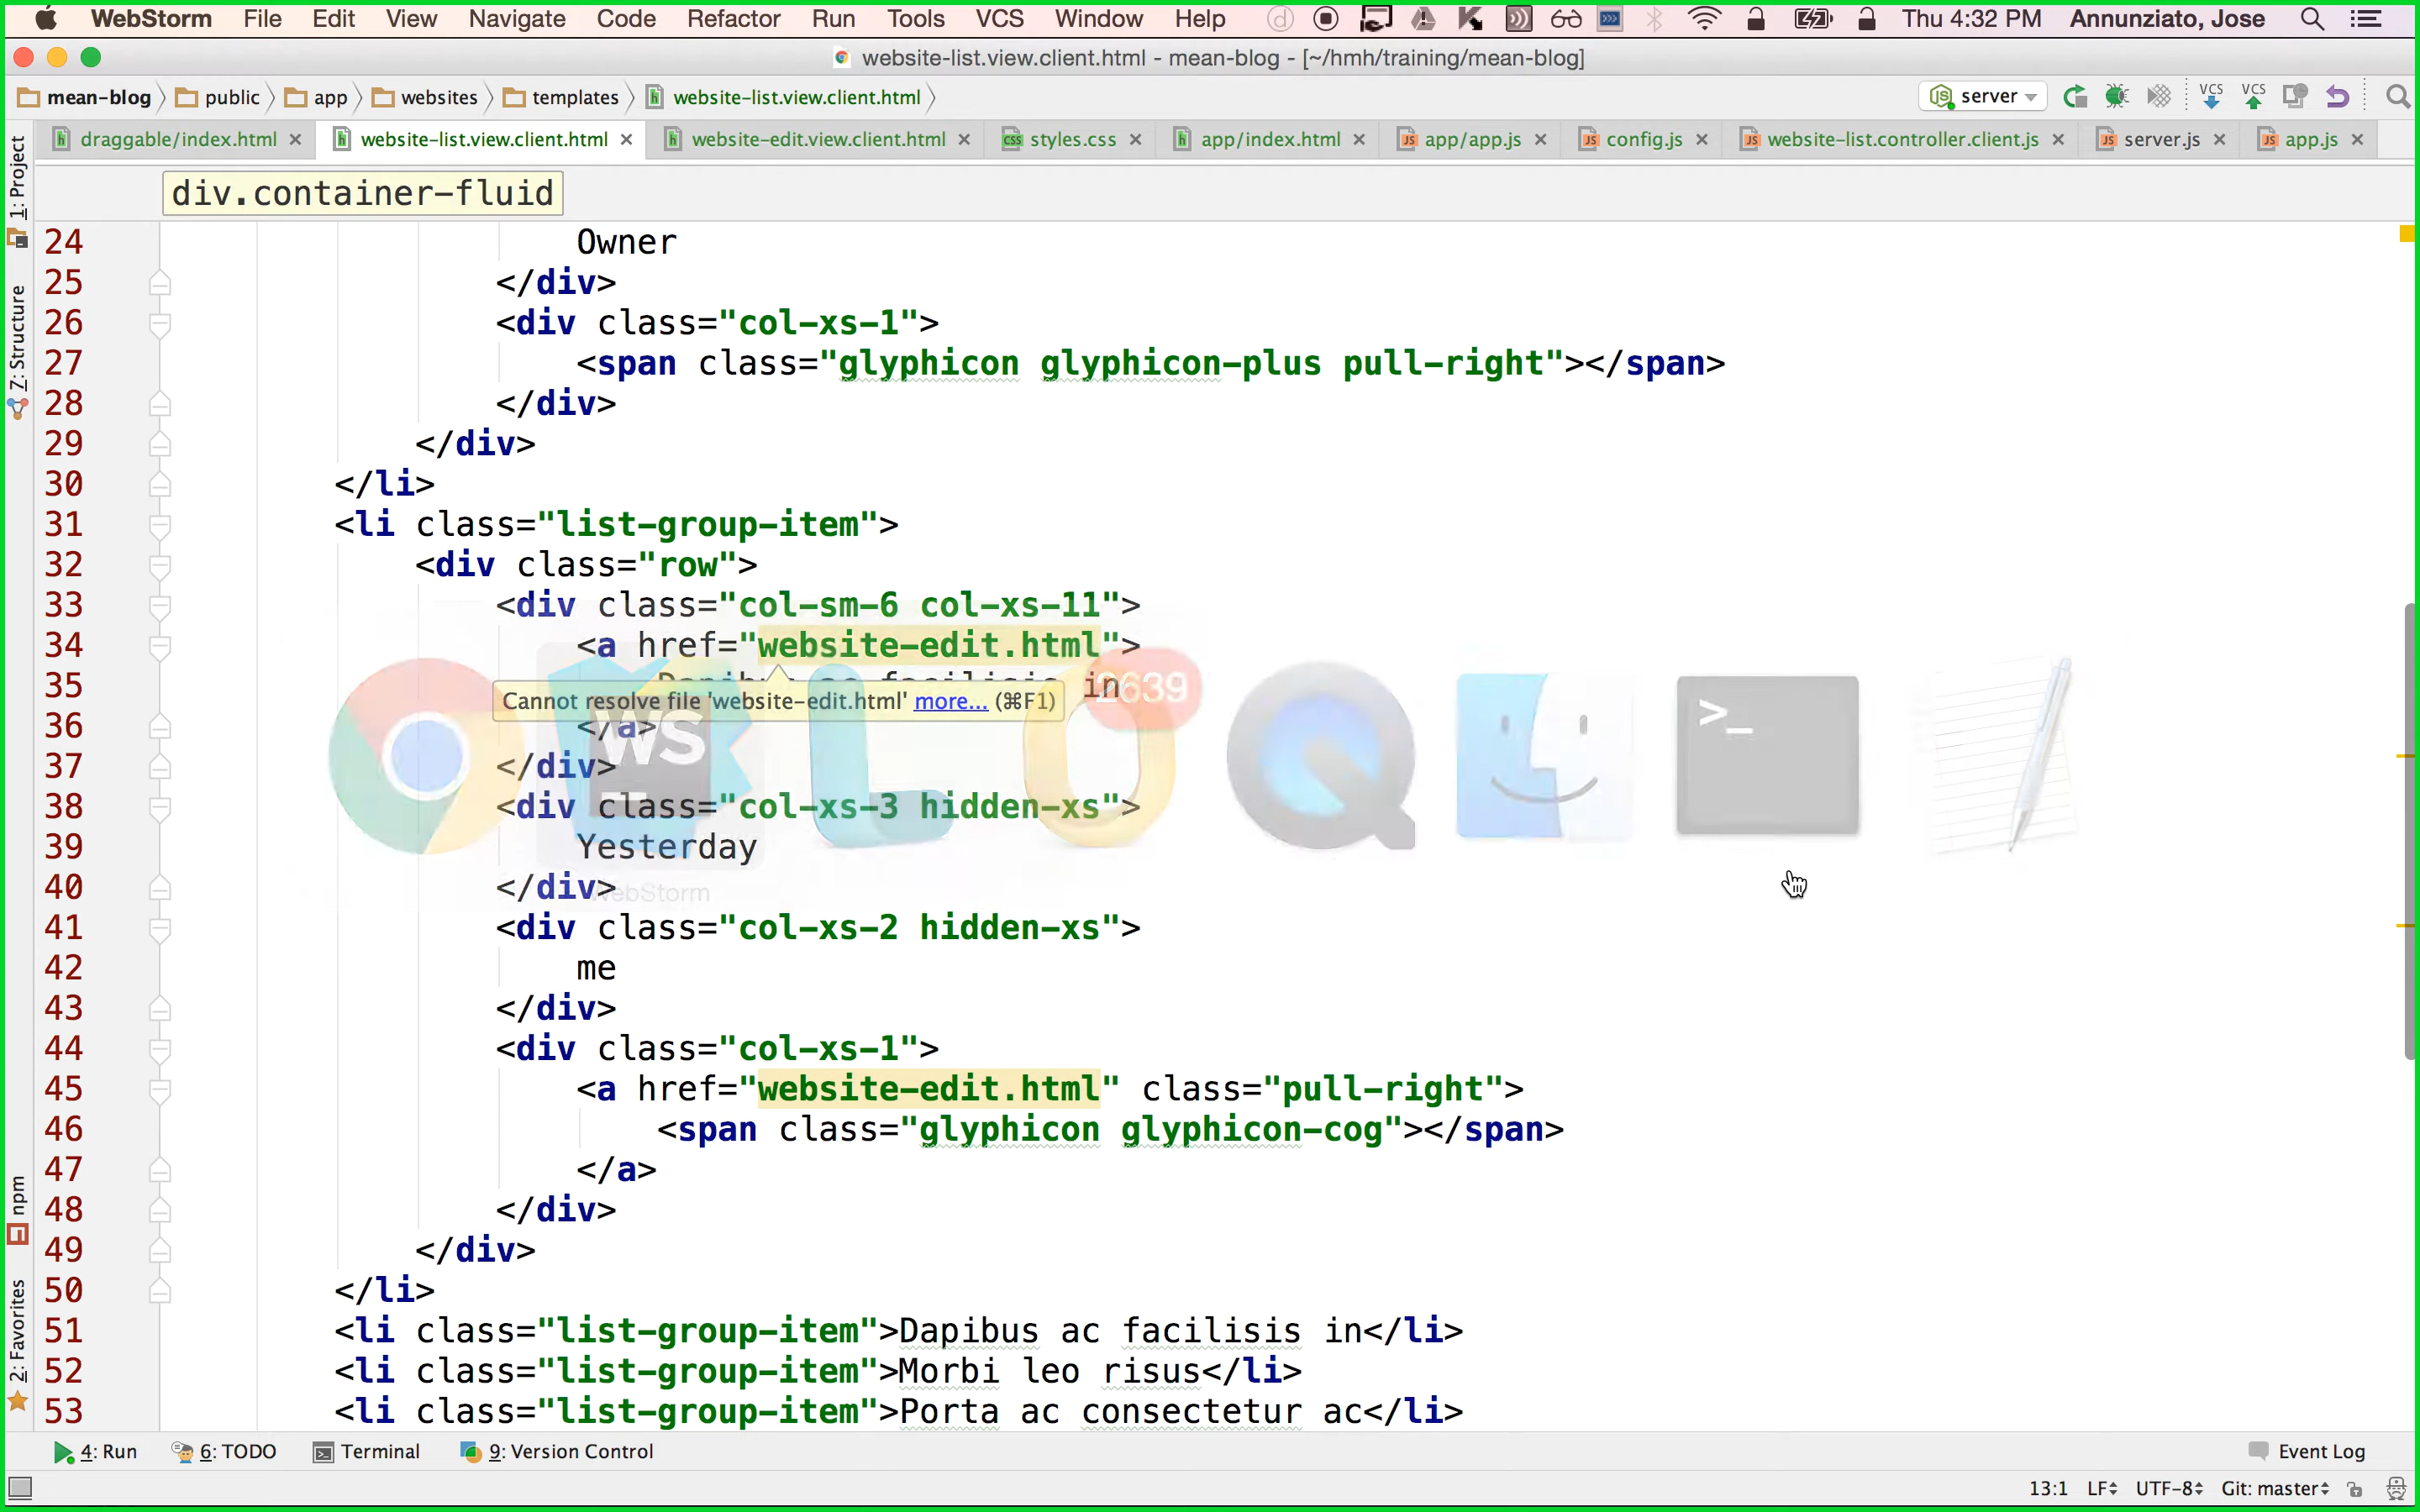 WebStorm File Edit View Navigate Code Refactor Run Tools VCS Window Help Thu 4:32 PM Annunziato, Jose
website-list.view.client.html - mean-blog - [~/hmh/training/mean-blog]
mean-blog public app websites templates website-list.view.client.html server VCS VCS
draggable/index.html website-list.view.client.html website-edit.view.client.html styles.css app/index.html app/app.js config.js website-list.controller.client.js server.js app.js
1: Project
7: Structure
npm
2: Favorites
div.container-fluid
24 Owner
25 </div>
26 <div class="col-xs-1">
27 <span class="glyphicon glyphicon-plus pull-right"></span>
28 </div>
29 </div>
30 </li>
31 <li class="list-group-item">
32 <div class="row">
33 <div class="col-sm-6 col-xs-11">
34 <a href="website-edit.html">
35 Dapibus ac facilisis in
2639
Cannot resolve file 'website-edit.html' more... (⌘F1)
36 </a>
WS
37 </div>
38 <div class="col-xs-3 hidden-xs">
39 Yesterday
40 </div>
WebStorm
41 <div class="col-xs-2 hidden-xs">
42 me
43 </div>
44 <div class="col-xs-1">
45 <a href="website-edit.html" class="pull-right">
46 <span class="glyphicon glyphicon-cog"></span>
47 </a>
48 </div>
49 </div>
50 </li>
51 <li class="list-group-item">Dapibus ac facilisis in</li>
52 <li class="list-group-item">Morbi leo risus</li>
53 <li class="list-group-item">Porta ac consectetur ac</li>
4: Run 6: TODO Terminal 9: Version Control Event Log
13:1 LF UTF-8 Git: master